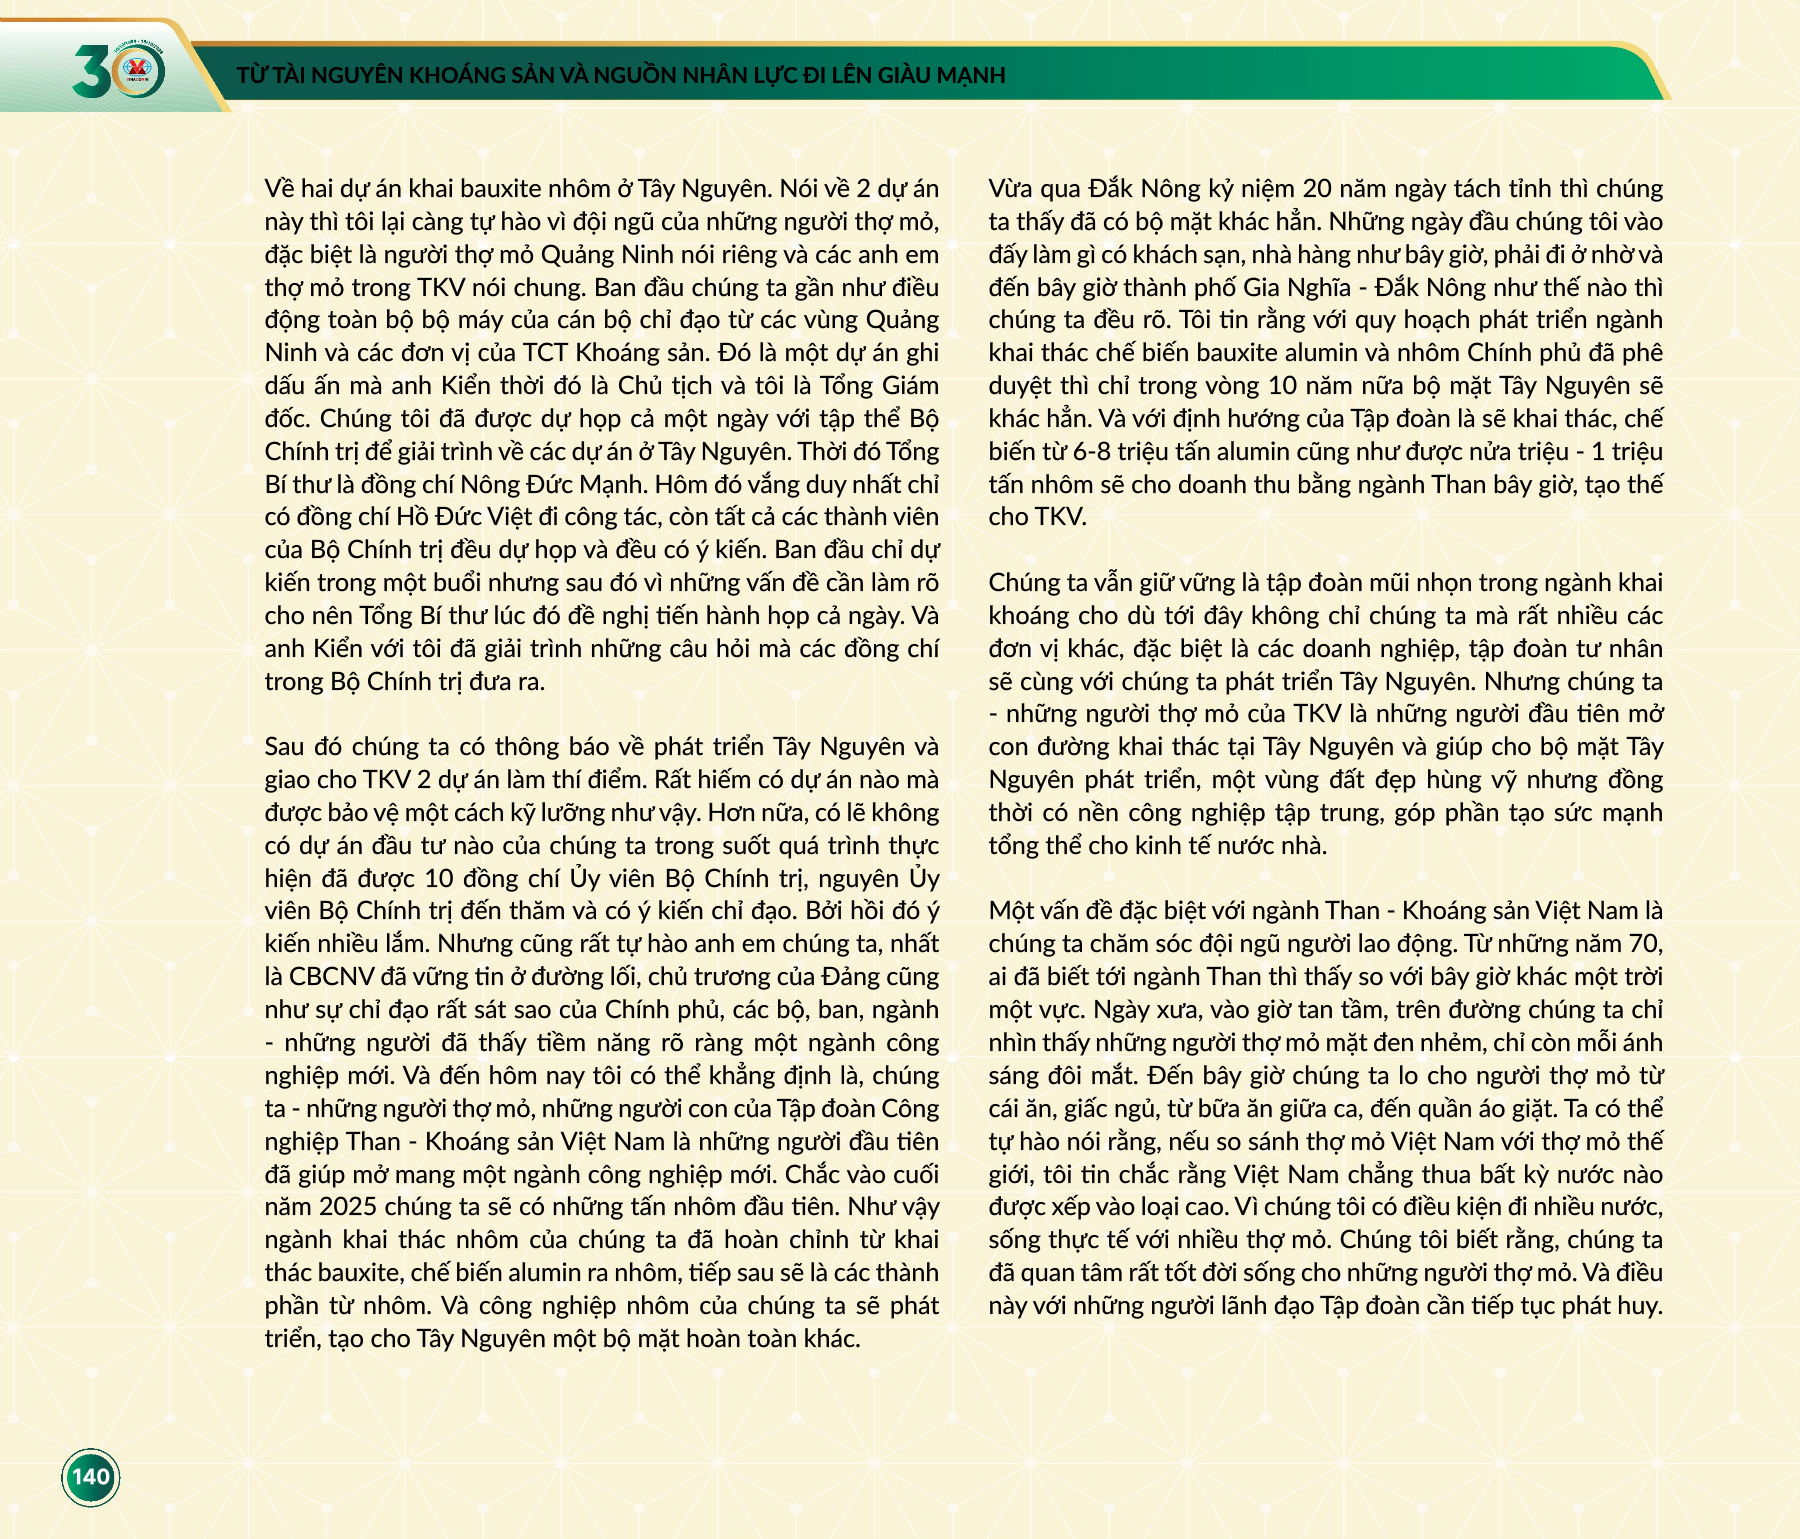 30
VINACOMIN
TỪ TÀI NGUYÊN KHOÁNG SẢN VÀ NGUỒN NHÂN LỰC ĐI LÊN GIÀU MẠNH
Về hai dự án khai bauxite nhôm ở Tây Nguyên. Nói về 2 dự án
này thì tôi lại càng tự hào vì đội ngũ của những người thợ mỏ,
đặc biệt là người thợ mỏ Quảng Ninh nói riêng và các anh em
thợ mỏ trong TKV nói chung. Ban đầu chúng ta gần như điều
động toàn bộ bộ máy của cán bộ chỉ đạo từ các vùng Quảng
Ninh và các đơn vị của TCT Khoáng sản. Đó là một dự án ghi
dấu ấn mà anh Kiển thời đó là Chủ tịch và tôi là Tổng Giám
đốc. Chúng tôi đã được dự họp cả một ngày với tập thể Bộ
Chính trị để giải trình về các dự án ở Tây Nguyên. Thời đó Tổng
Bí thư là đồng chí Nông Đức Mạnh. Hôm đó vắng duy nhất chỉ
có đồng chí Hồ Đức Việt đi công tác, còn tất cả các thành viên
của Bộ Chính trị đều dự họp và đều có ý kiến. Ban đầu chỉ dự
kiến trong một buổi nhưng sau đó vì những vấn đề cần làm rõ
cho nên Tổng Bí thư lúc đó đề nghị tiến hành họp cả ngày. Và
anh Kiển với tôi đã giải trình những câu hỏi mà các đồng chí
trong Bộ Chính trị đưa ra.
Sau đó chúng ta có thông báo về phát triển Tây Nguyên và
giao cho TKV 2 dự án làm thí điểm. Rất hiếm có dự án nào mà
được bảo vệ một cách kỹ lưỡng như vậy. Hơn nữa, có lẽ không
có dự án đầu tư nào của chúng ta trong suốt quá trình thực
hiện đã được 10 đồng chí Ủy viên Bộ Chính trị, nguyên Ủy
viên Bộ Chính trị đến thăm và có ý kiến chỉ đạo. Bởi hồi đó ý
kiến nhiều lắm. Nhưng cũng rất tự hào anh em chúng ta, nhất
là CBCNV đã vững tin ở đường lối, chủ trương của Đảng cũng
như sự chỉ đạo rất sát sao của Chính phủ, các bộ, ban, ngành
- những người đã thấy tiềm năng rõ ràng một ngành công
nghiệp mới. Và đến hôm nay tôi có thể khẳng định là, chúng
ta - những người thợ mỏ, những người con của Tập đoàn Công
nghiệp Than - Khoáng sản Việt Nam là những người đầu tiên
đã giúp mở mang một ngành công nghiệp mới. Chắc vào cuối
năm 2025 chúng ta sẽ có những tấn nhôm đầu tiên. Như vậy
ngành khai thác nhôm của chúng ta đã hoàn chỉnh từ khai
thác bauxite, chế biến alumin ra nhôm, tiếp sau sẽ là các thành
phần từ nhôm. Và công nghiệp nhôm của chúng ta sẽ phát
triển, tạo cho Tây Nguyên một bộ mặt hoàn toàn khác.
Vừa qua Đắk Nông kỷ niệm 20 năm ngày tách tỉnh thì chúng
ta thấy đã có bộ mặt khác hẳn. Những ngày đầu chúng tôi vào
đấy làm gì có khách sạn, nhà hàng như bây giờ, phải đi ở nhờ và
đến bây giờ thành phố Gia Nghĩa - Đắk Nông như thế nào thì
chúng ta đều rõ. Tôi tin rằng với quy hoạch phát triển ngành
khai thác chế biến bauxite alumin và nhôm Chính phủ đã phê
duyệt thì chỉ trong vòng 10 năm nữa bộ mặt Tây Nguyên sẽ
khác hẳn. Và với định hướng của Tập đoàn là sẽ khai thác, chế
biến từ 6-8 triệu tấn alumin cũng như được nửa triệu - 1 triệu
tấn nhôm sẽ cho doanh thu bằng ngành Than bây giờ, tạo thế
cho TKV.
Chúng ta vẫn giữ vững là tập đoàn mũi nhọn trong ngành khai
khoáng cho dù tới đây không chỉ chúng ta mà rất nhiều các
đơn vị khác, đặc biệt là các doanh nghiệp, tập đoàn tư nhân
sẽ cùng với chúng ta phát triển Tây Nguyên. Nhưng chúng ta
- những người thợ mỏ của TKV là những người đầu tiên mở
con đường khai thác tại Tây Nguyên và giúp cho bộ mặt Tây
Nguyên phát triển, một vùng đất đẹp hùng vỹ nhưng đồng
thời có nền công nghiệp tập trung, góp phần tạo sức mạnh
tổng thể cho kinh tế nước nhà.
Một vấn đề đặc biệt với ngành Than - Khoáng sản Việt Nam là
chúng ta chăm sóc đội ngũ người lao động. Từ những năm 70,
ai đã biết tới ngành Than thì thấy so với bây giờ khác một trời
một vực. Ngày xưa, vào giờ tan tầm, trên đường chúng ta chỉ
nhìn thấy những người thợ mỏ mặt đen nhẻm, chỉ còn mỗi ánh
sáng đôi mắt. Đến bây giờ chúng ta lo cho người thợ mỏ từ
cái ăn, giấc ngủ, từ bữa ăn giữa ca, đến quần áo giặt. Ta có thể
tự hào nói rằng, nếu so sánh thợ mỏ Việt Nam với thợ mỏ thế
giới, tôi tin chắc rằng Việt Nam chẳng thua bất kỳ nước nào
được xếp vào loại cao. Vì chúng tôi có điều kiện đi nhiều nước,
sống thực tế với nhiều thợ mỏ. Chúng tôi biết rằng, chúng ta
đã quan tâm rất tốt đời sống cho những người thợ mỏ. Và điều
này với những người lãnh đạo Tập đoàn cần tiếp tục phát huy.
140